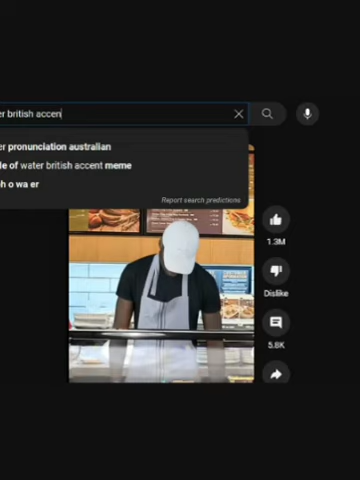 er british accen
er pronunciation australian
le of water british accent meme
h o wa er
Report search predictions
1.3M
Dislike
5.8K